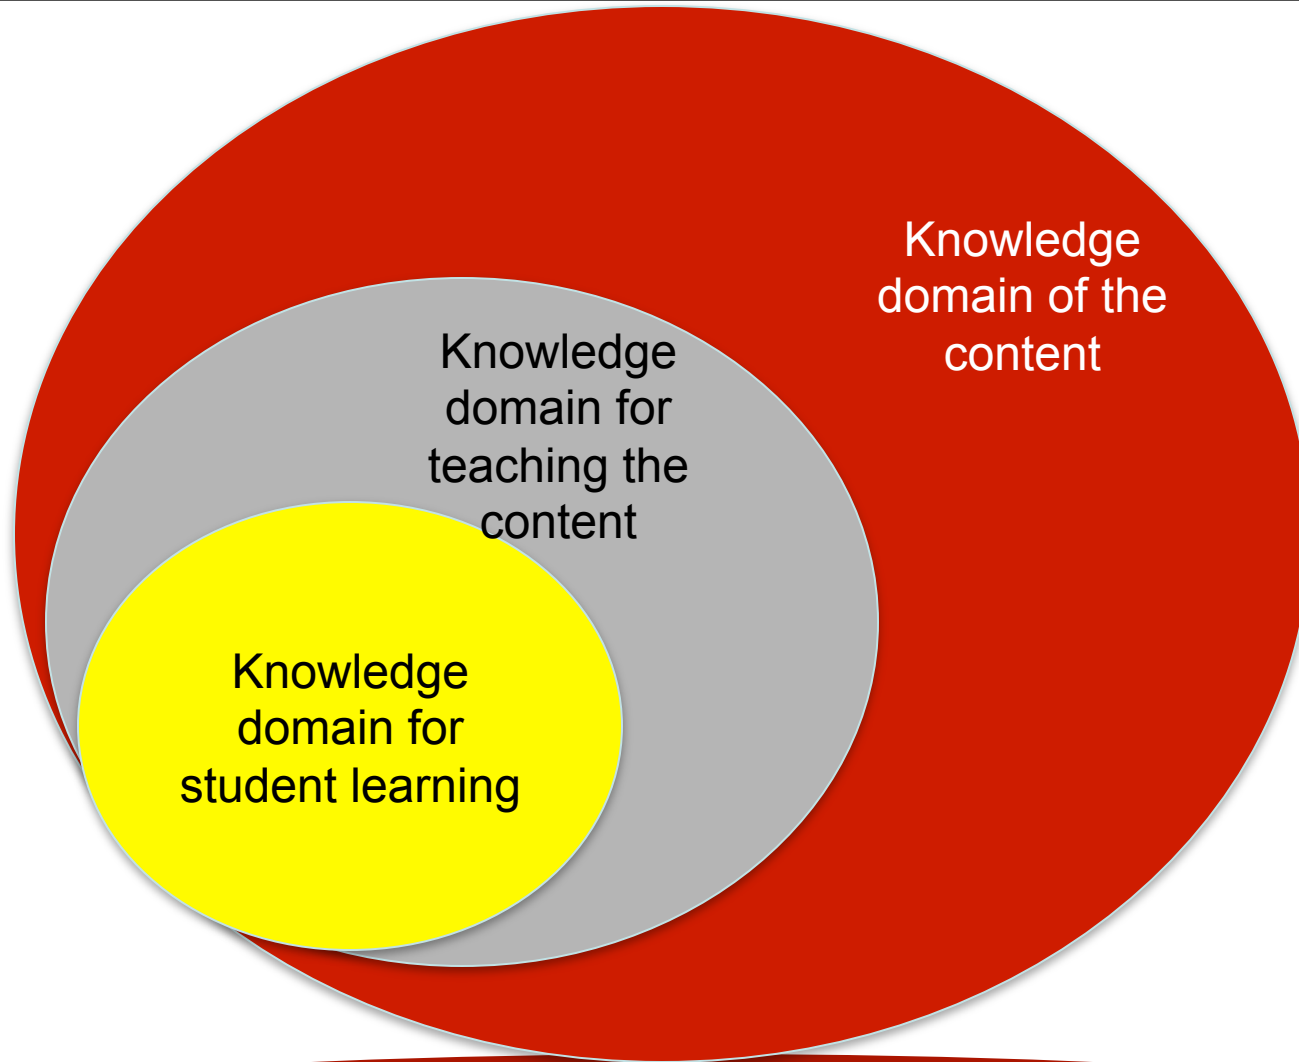 Knowledge
domain of the
content
Knowledge
domain for
teaching the
content
Knowledge
domain for
student learning